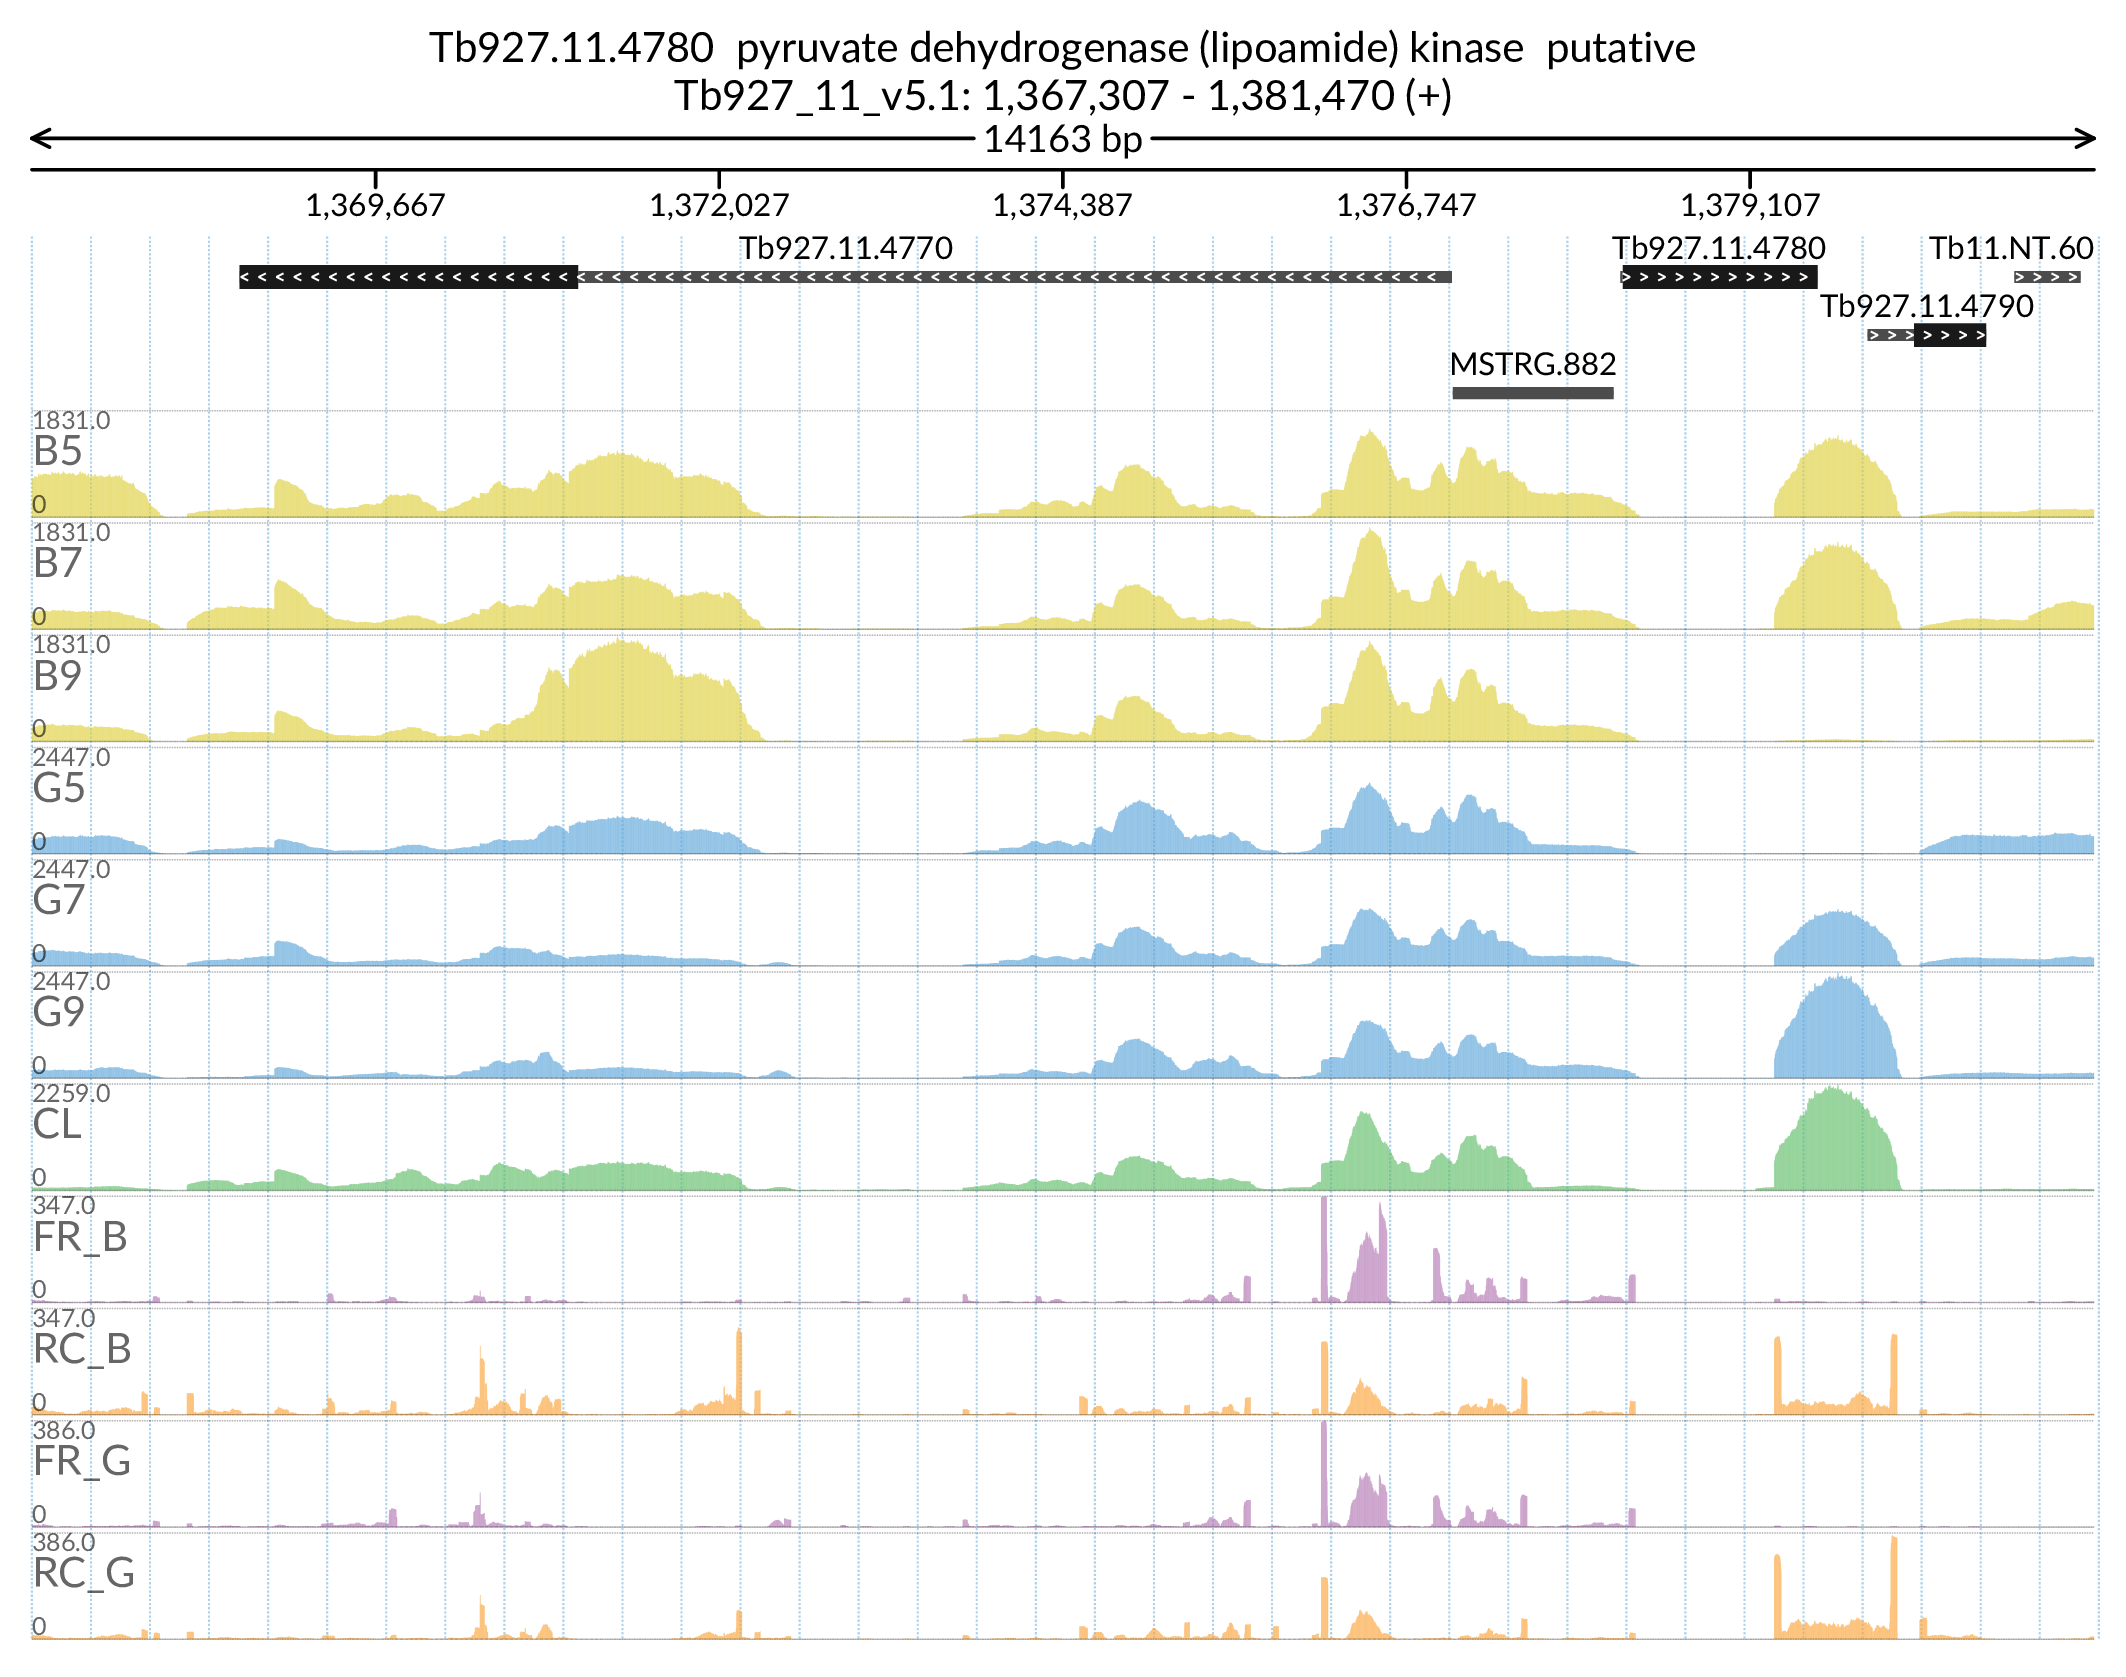 Tb927.11.4780  pyruvate dehydrogenase (lipoamide) kinase  putative
Tb927_11_v5.1: 1,367,307 - 1,381,470 (+)
14163 bp
1,369,667 1,372,027 1,374,387 1,376,747 1,379,107
Tb927.11.4770 Tb927.11.4780 Tb11.NT.60
Tb927.11.4790
MSTRG.882
1831.0
B5
0
1831.0
B7
0
1831.0
B9
0
2447.0
G5
0
2447.0
G7
0
2447.0
G9
0
2259.0
CL
0
347.0
FR_B
0
347.0
RC_B
0
386.0
FR_G
0
386.0
RC_G
0